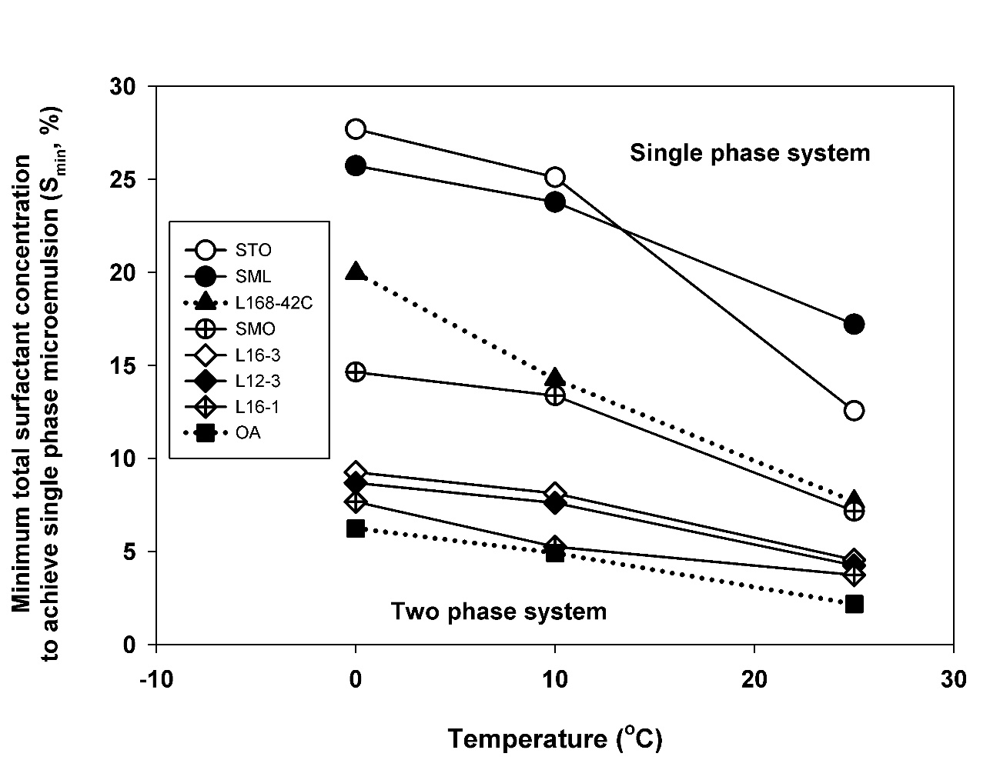 Minimum total surfactant concentration
to achieve single phase microemulsion (Smin, %)
30
25
20
15
10
5
0
Single phase system
STO
SML
L168-42C
SMO
L16-3
L12-3
L16-1
OA
Two phase system
-10
0
10
20
30
Temperature (oC)